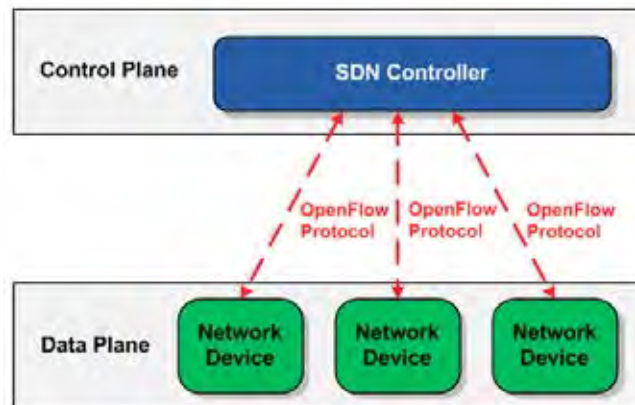 Control Plane
SDN Controller
OpenFlow
Protocol
OpenFlow
Protocol
OpenFlow
Protocol
Data Plane
Network
Device
Network
Device
Network
Device